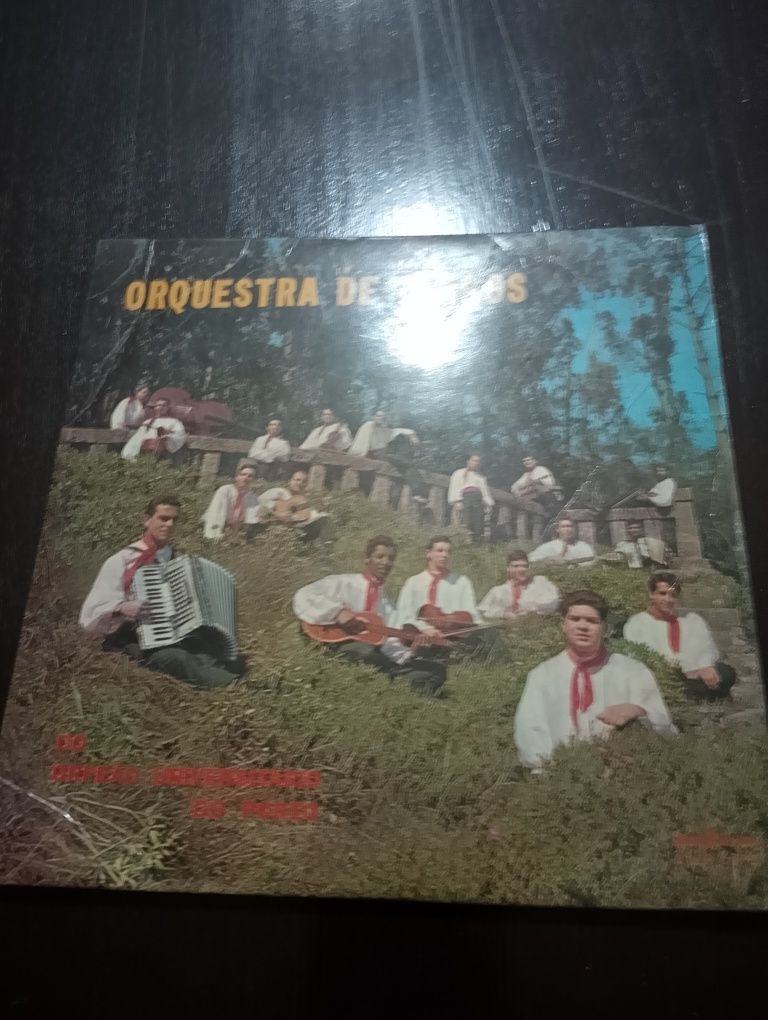 ORQUESTRA DE
DO
ORFEÃO UNIVERSITÁRIO
DO PORTO